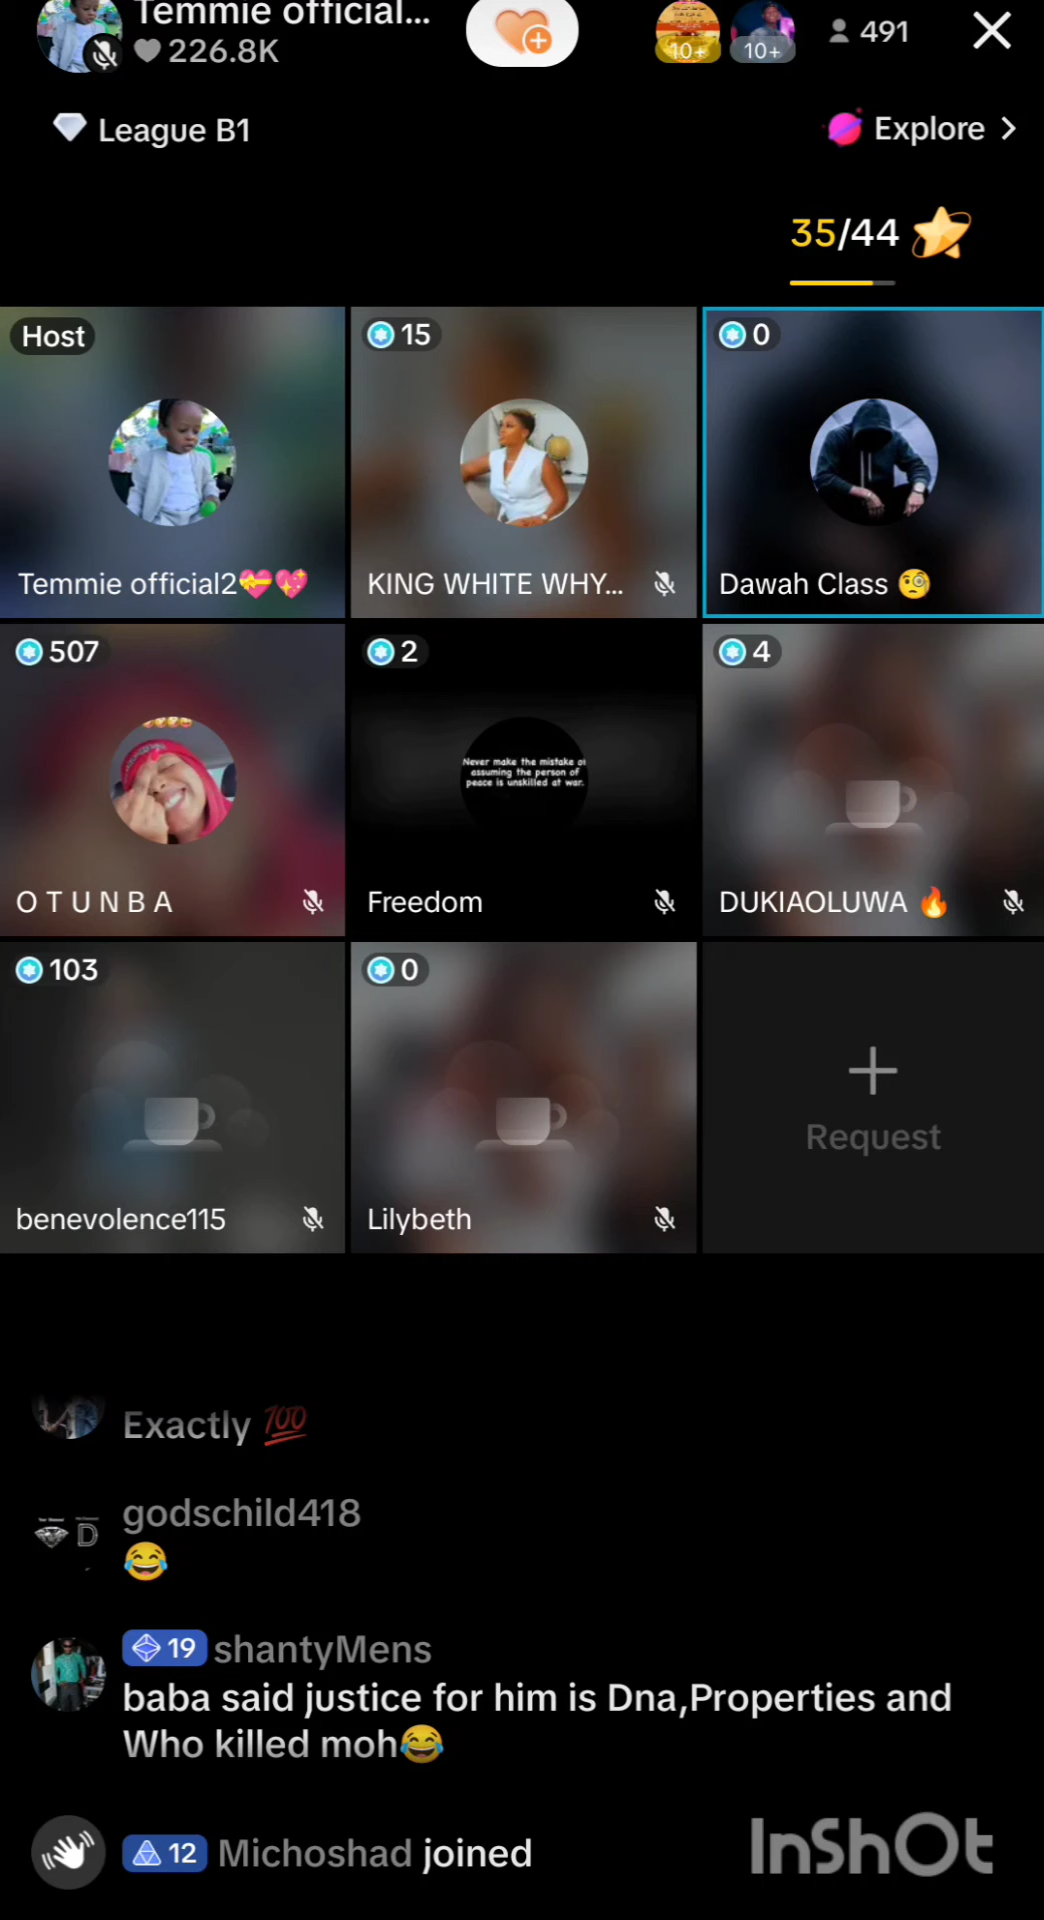 Temmie official...
226.8K
10+
10+
491
League B1
Explore >
35/44
Host
15
0
Temmie official2💝💖
KING WHITE WHY...
Dawah Class 🧐
507
2
4
Never make the mistake of
assuming the person of
peace is unskilled at war.
O T U N B A
Freedom
DUKIAOLUWA 🔥
103
0
Request
benevolence115
Lilybeth
Exactly 💯
godschild418
😂
19 shantyMens
baba said justice for him is Dna,Properties and
Who killed moh😂
12 Michoshad joined
InShOt